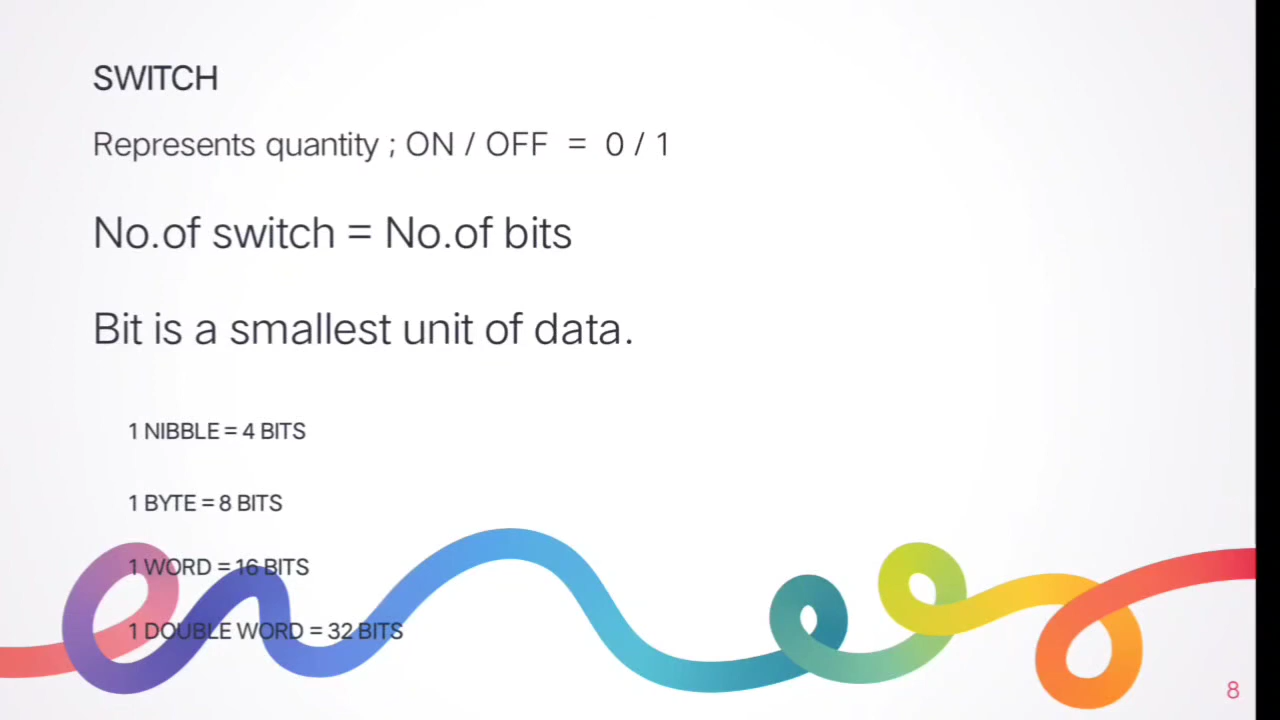 SWITCH
Represents quantity ; ON / OFF = 0 / 1
No.of switch = No.of bits
Bit is a smallest unit of data.
1 NIBBLE = 4 BITS
1 BYTE = 8 BITS
1 WORD = 16 BITS
1 DOUBLE WORD = 32 BITS
8